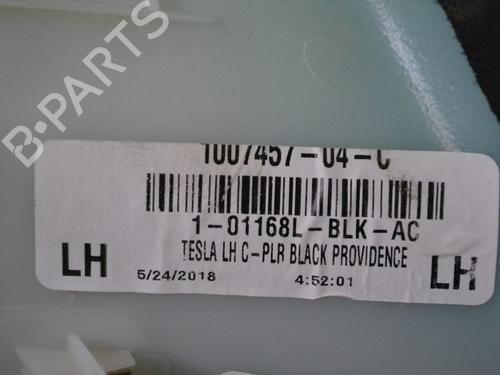 B-PARTS
1007457-04-C
1-01168L-BLK-AC
TESLA LH C-PLR BLACK PROVIDENCE
LH 5/24/2018 4:52:01 LH